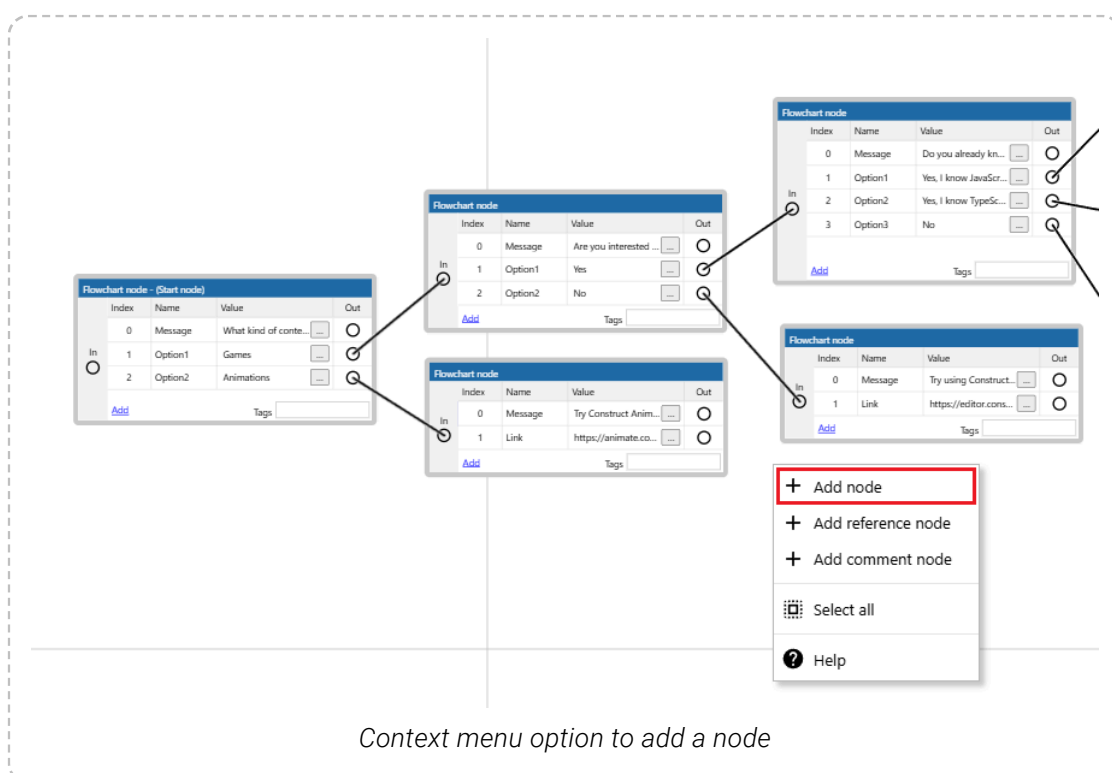 Flowchart node - (Start node)
Index Name Value Out
0 Message What kind of conte... ...
In
1 Option1 Games ...
2 Option2 Animations ...
Add Tags
Flowchart node
Index Name Value Out
0 Message Are you interested ... ...
In
1 Option1 Yes ...
2 Option2 No ...
Add Tags
Flowchart node
Index Name Value Out
0 Message Try Construct Anim... ...
In
1 Link https://animate.co... ...
Add Tags
Flowchart node
Index Name Value Out
0 Message Do you already kn... ...
1 Option1 Yes, I know JavaScr... ...
In
2 Option2 Yes, I know TypeSc... ...
3 Option3 No ...
Add Tags
Flowchart node
Index Name Value Out
0 Message Try using Construct... ...
In
1 Link https://editor.cons... ...
Add Tags
Add node
Add reference node
Add comment node
Select all
Help
Context menu option to add a node